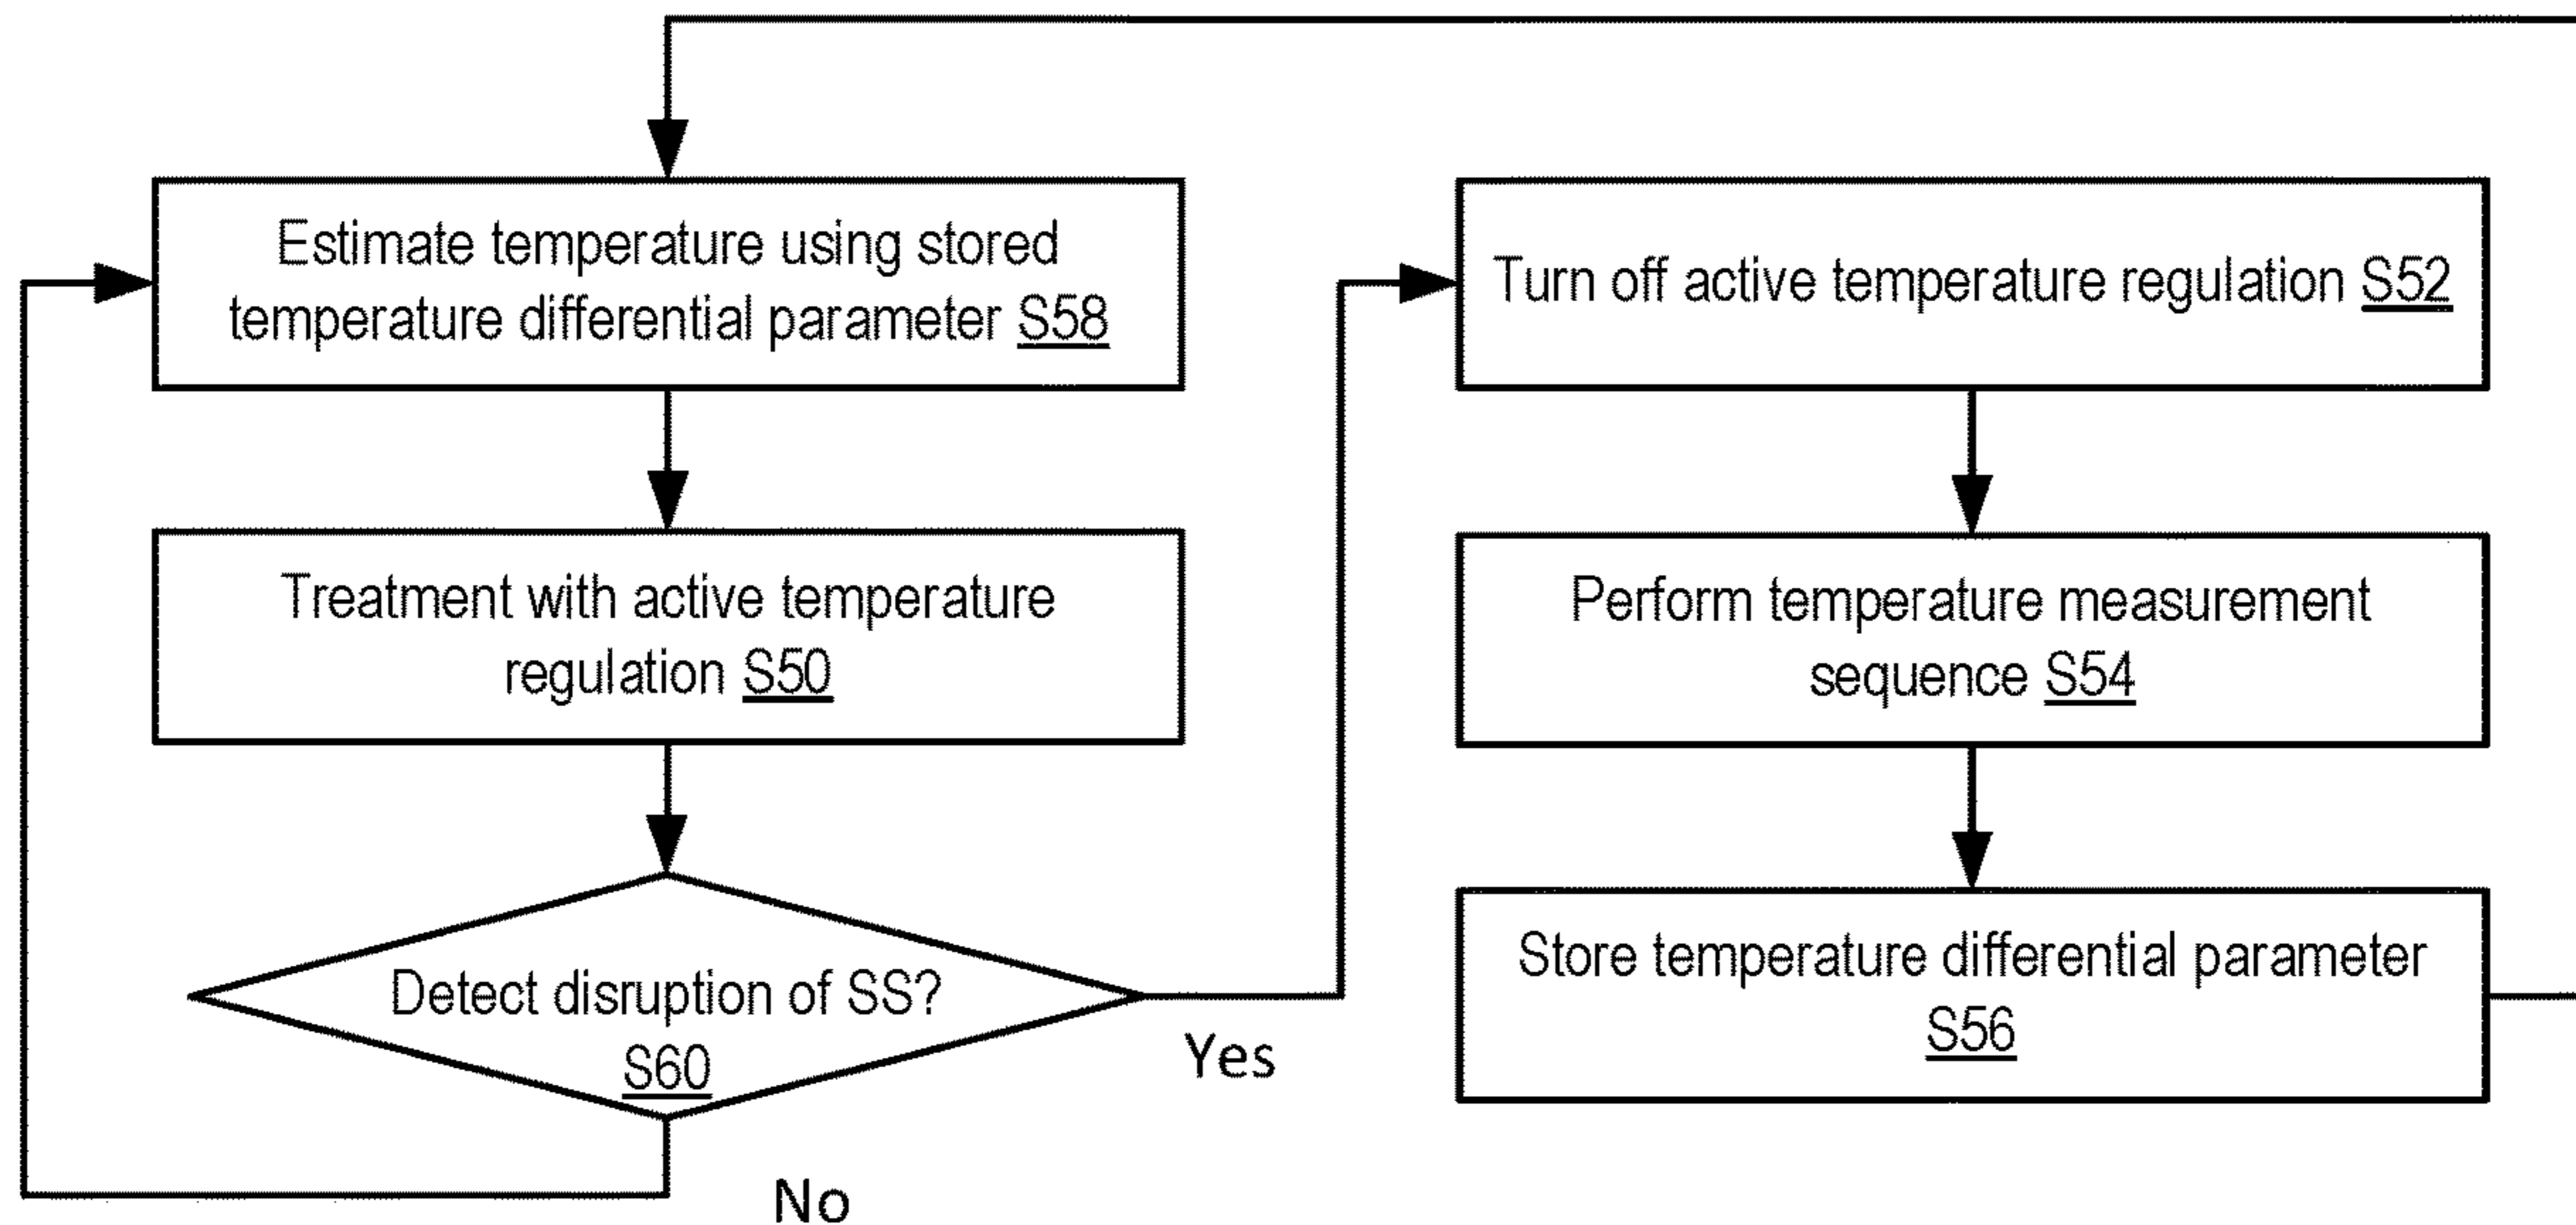 Estimate temperature using stored
temperature differential parameter S58
Treatment with active temperature
regulation S50
Detect disruption of SS?
S60
Yes
No
Turn off active temperature regulation S52
Perform temperature measurement
sequence S54
Store temperature differential parameter
S56